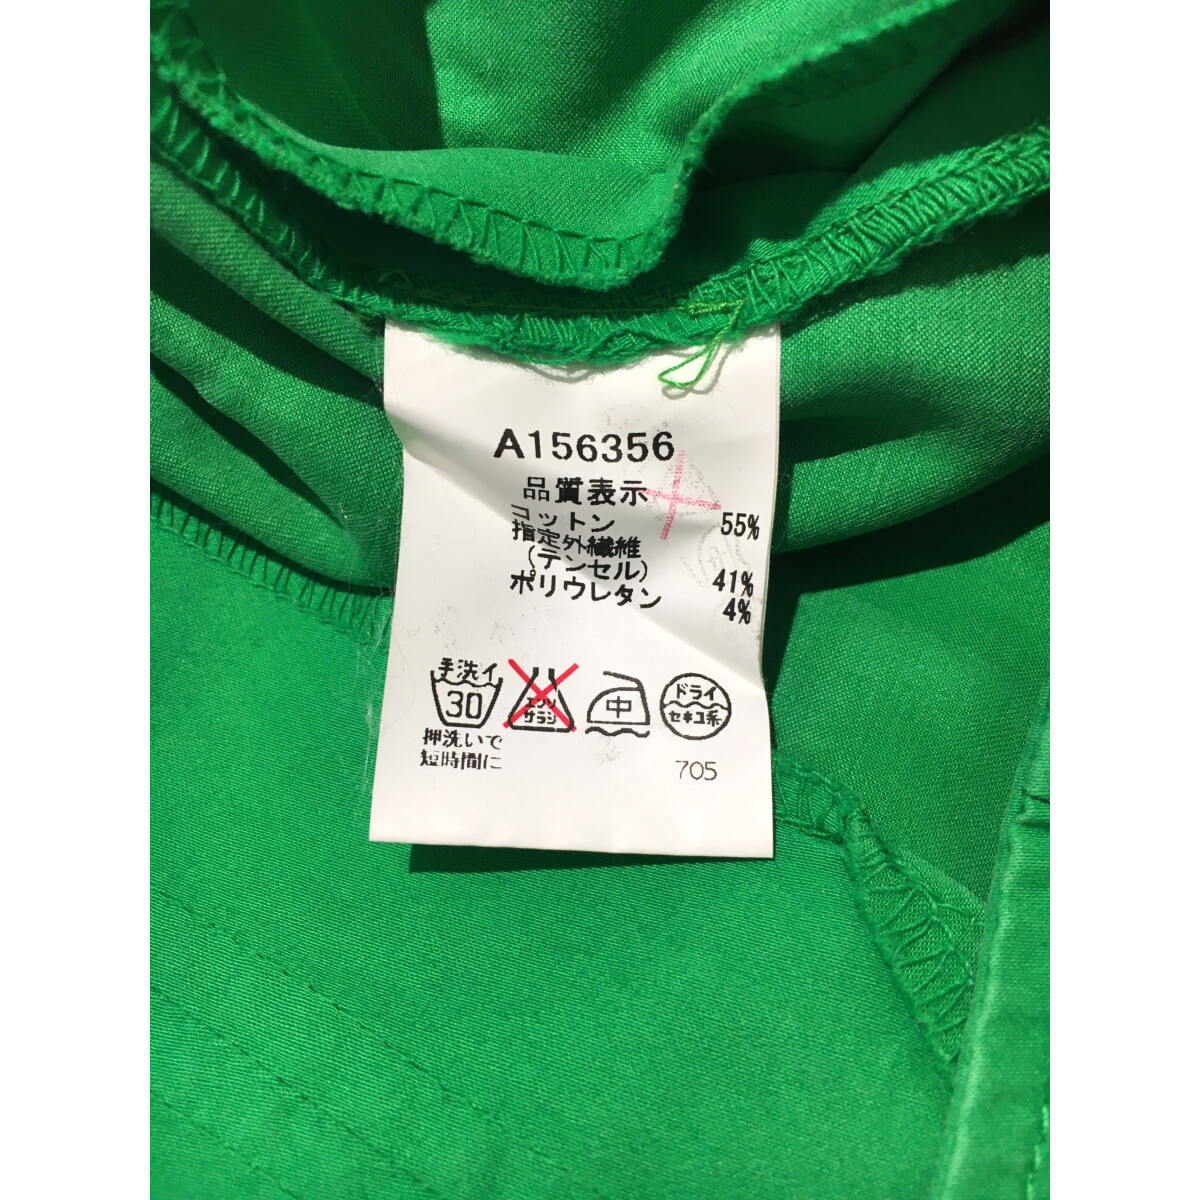 A156356
品質表示
コットン 55%
指定外繊維
(テンセル) 41%
ポリウレタン 4%
手洗イ
30
エンソ
サラシ
中
ドライ
セキユ系
押洗いで
短時間に
705